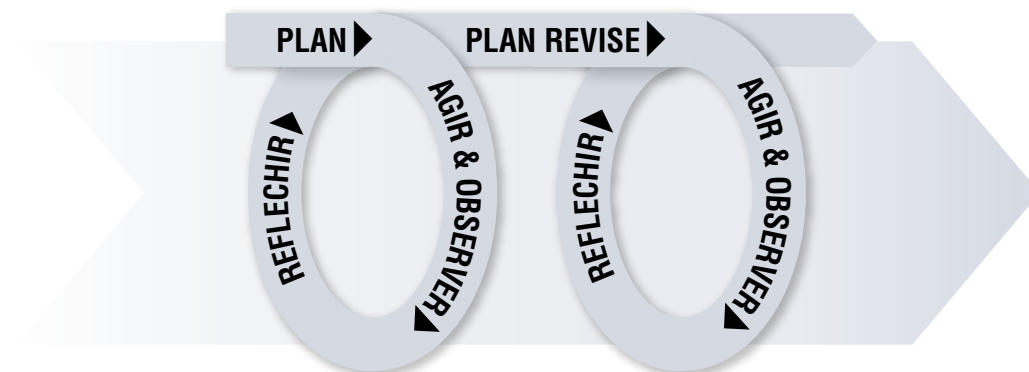 PLAN
AGIR & OBSERVER
REFLECHIR
PLAN REVISE
AGIR & OBSERVER
REFLECHIR